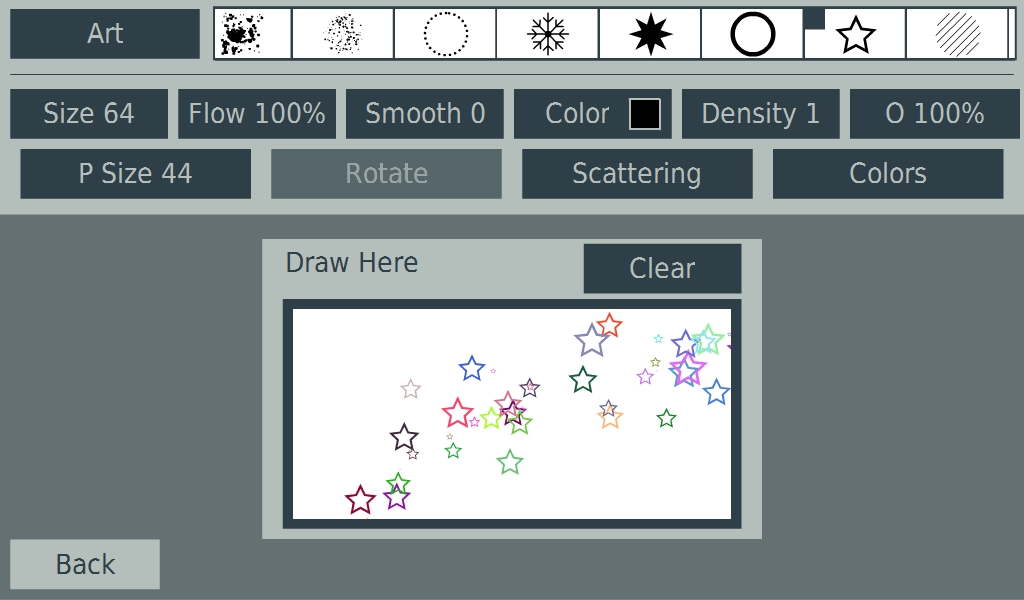 Art
Size 64 Flow 100% Smooth 0 Color Density 1 O 100%
P Size 44 Rotate Scattering Colors
Draw Here Clear
Back